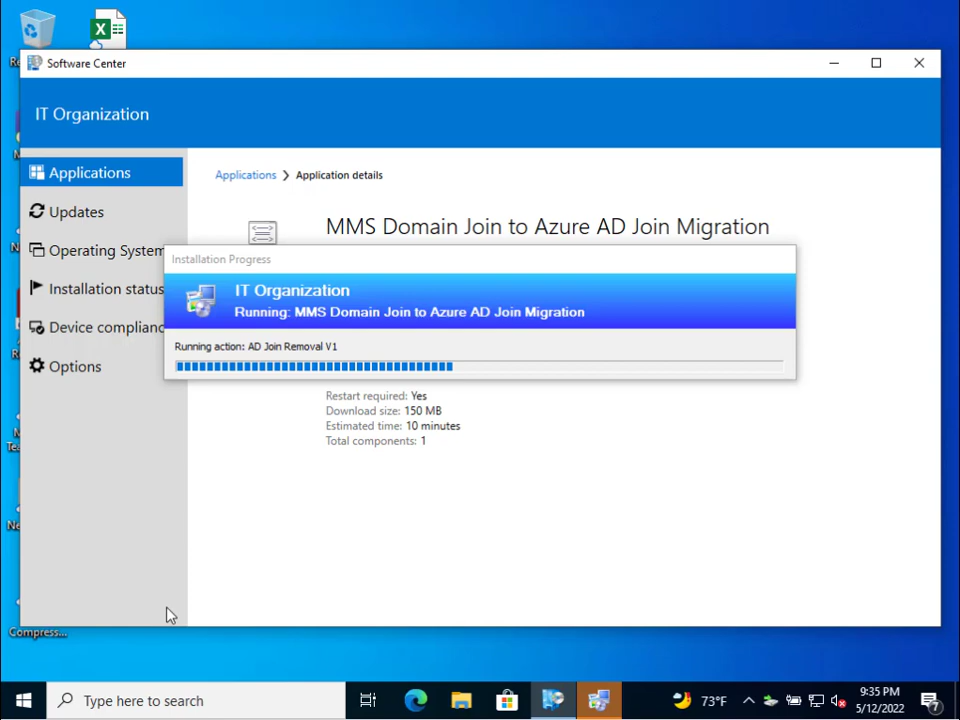 Software Center
IT Organization
Applications
Updates
Operating System
Installation status
Device complianc
Options
Applications > Application details
MMS Domain Join to Azure AD Join Migration
Installation Progress
IT Organization
Running: MMS Domain Join to Azure AD Join Migration
Running action: AD Join Removal V1
Restart required: Yes
Download size: 150 MB
Estimated time: 10 minutes
Total components: 1
Compress...
Type here to search
73°F
9:35 PM
5/12/2022
7